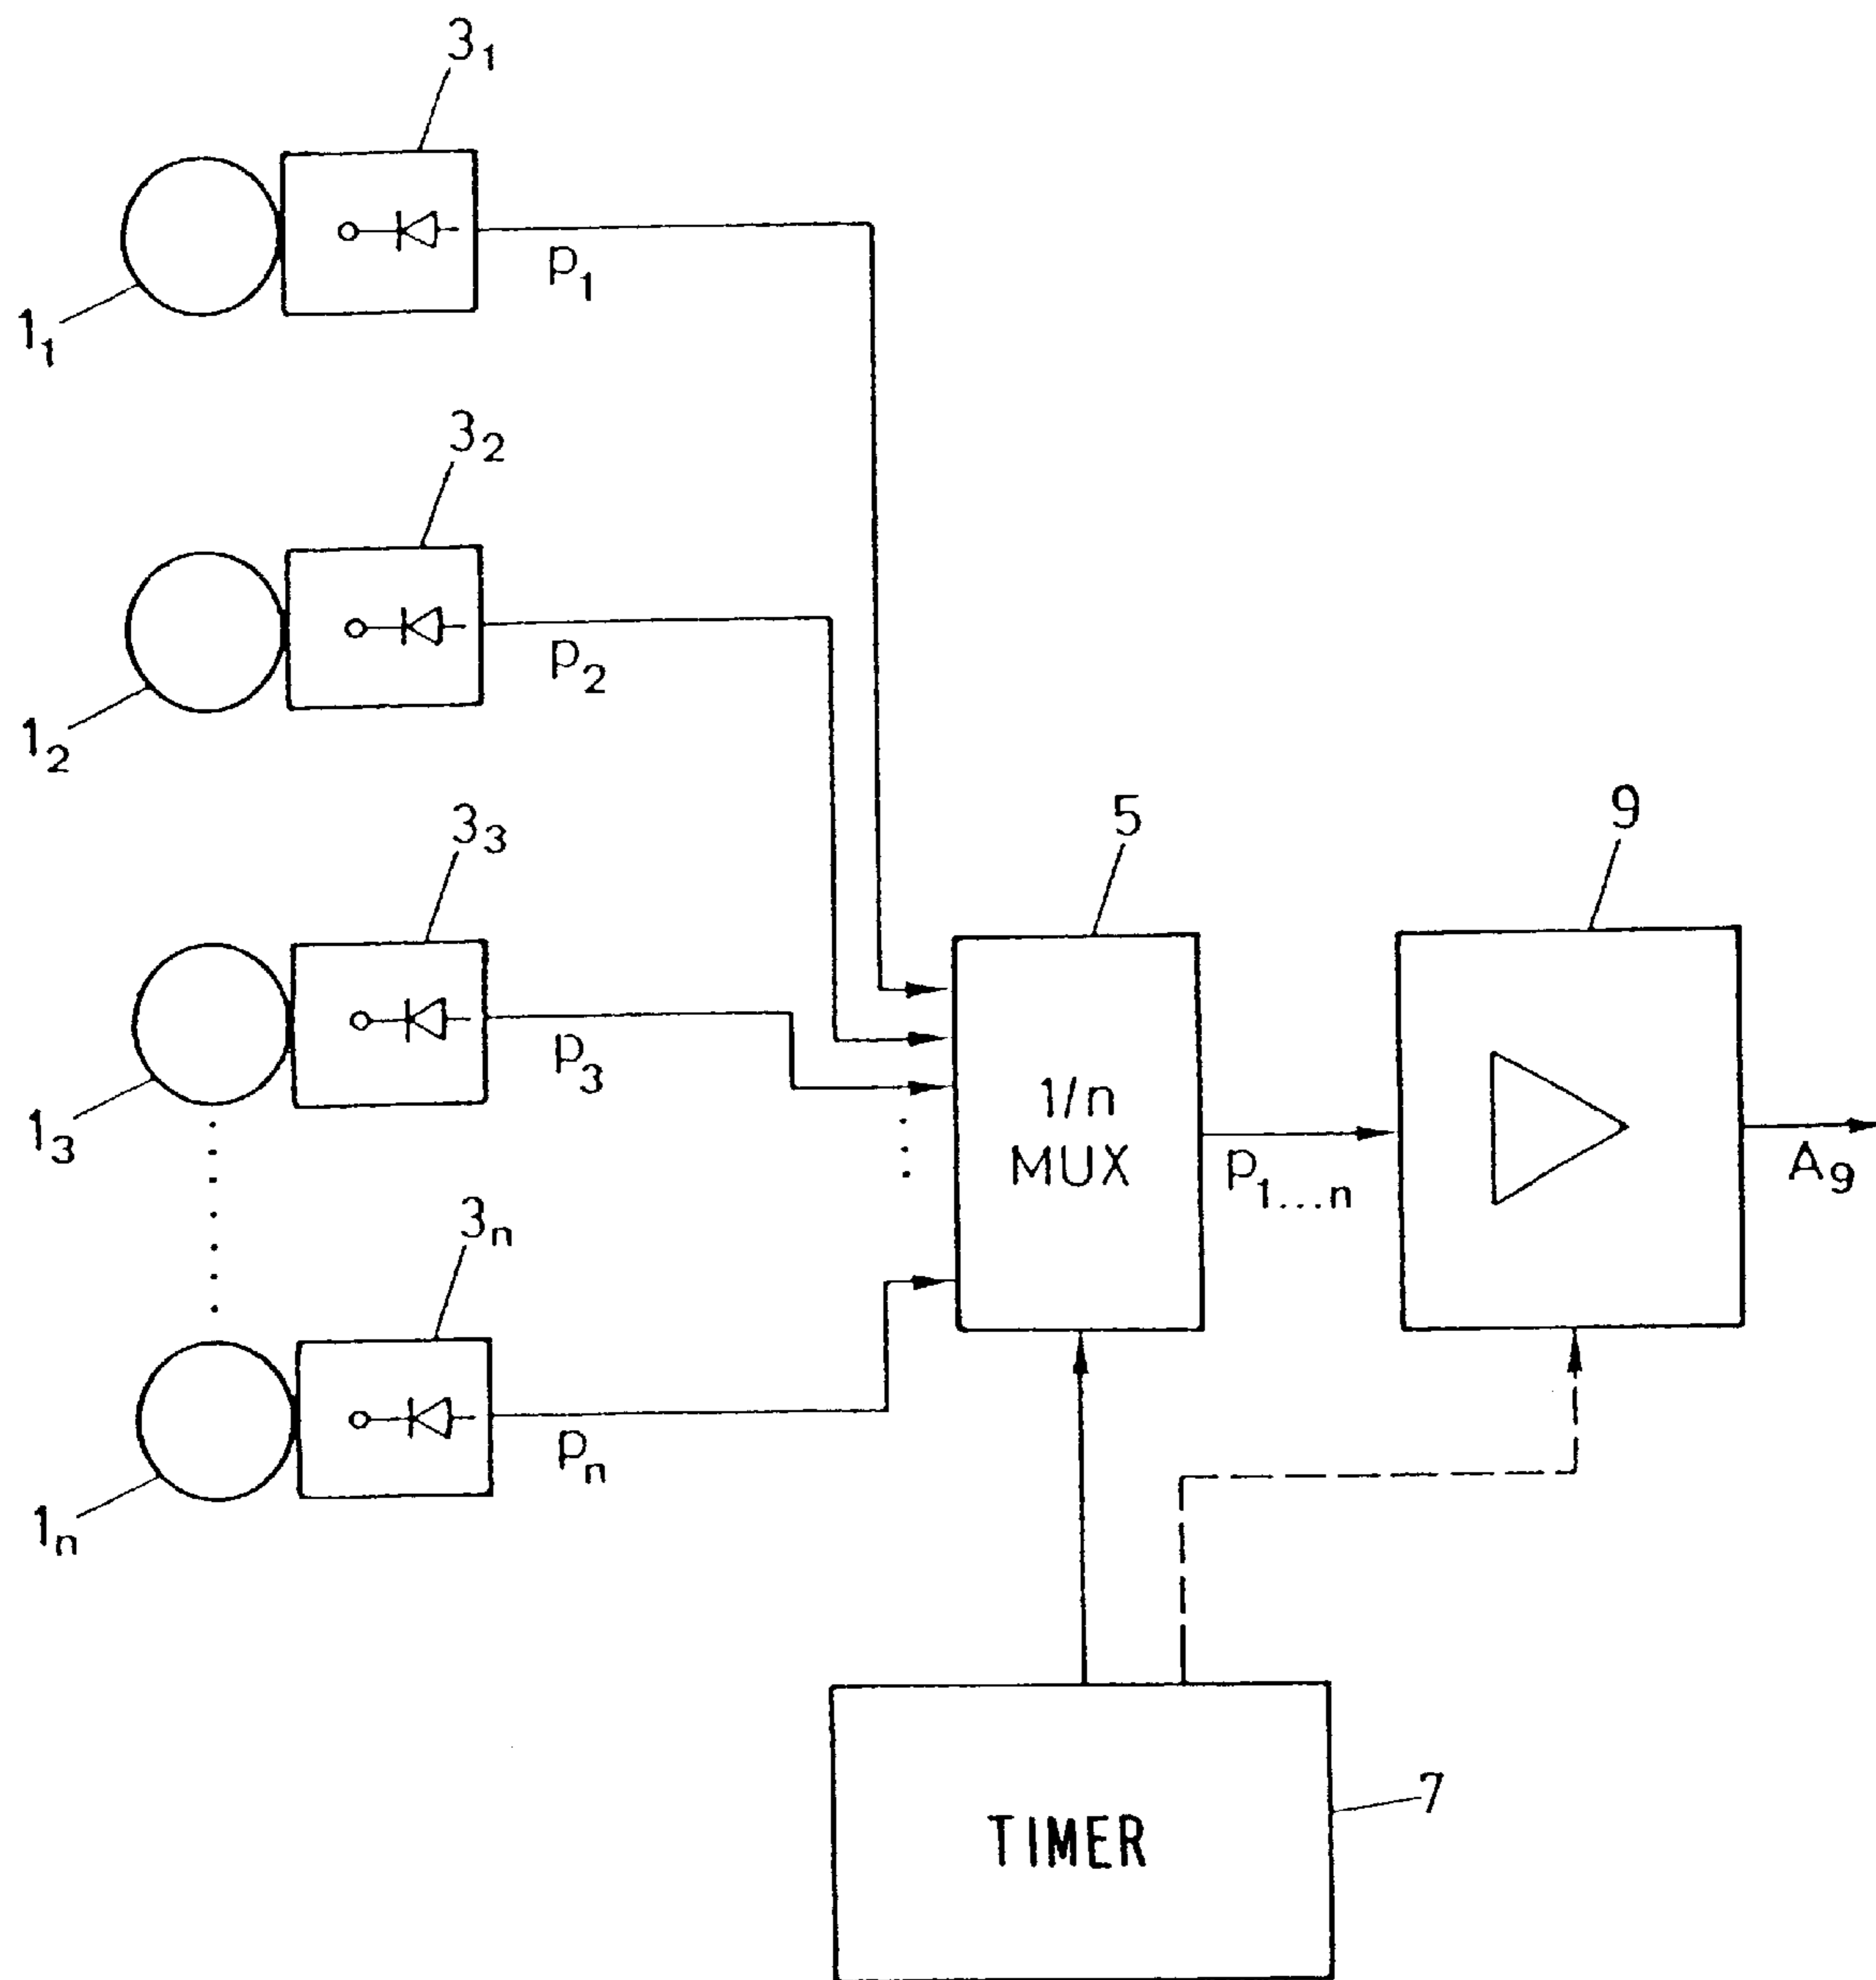 3₁
p₁
1₁
3₂
p₂
1₂
3₃
5
9
p₃
1/n
MUX
1₃
p₁...n
A₉
3ₙ
pₙ
1ₙ
7
TIMER